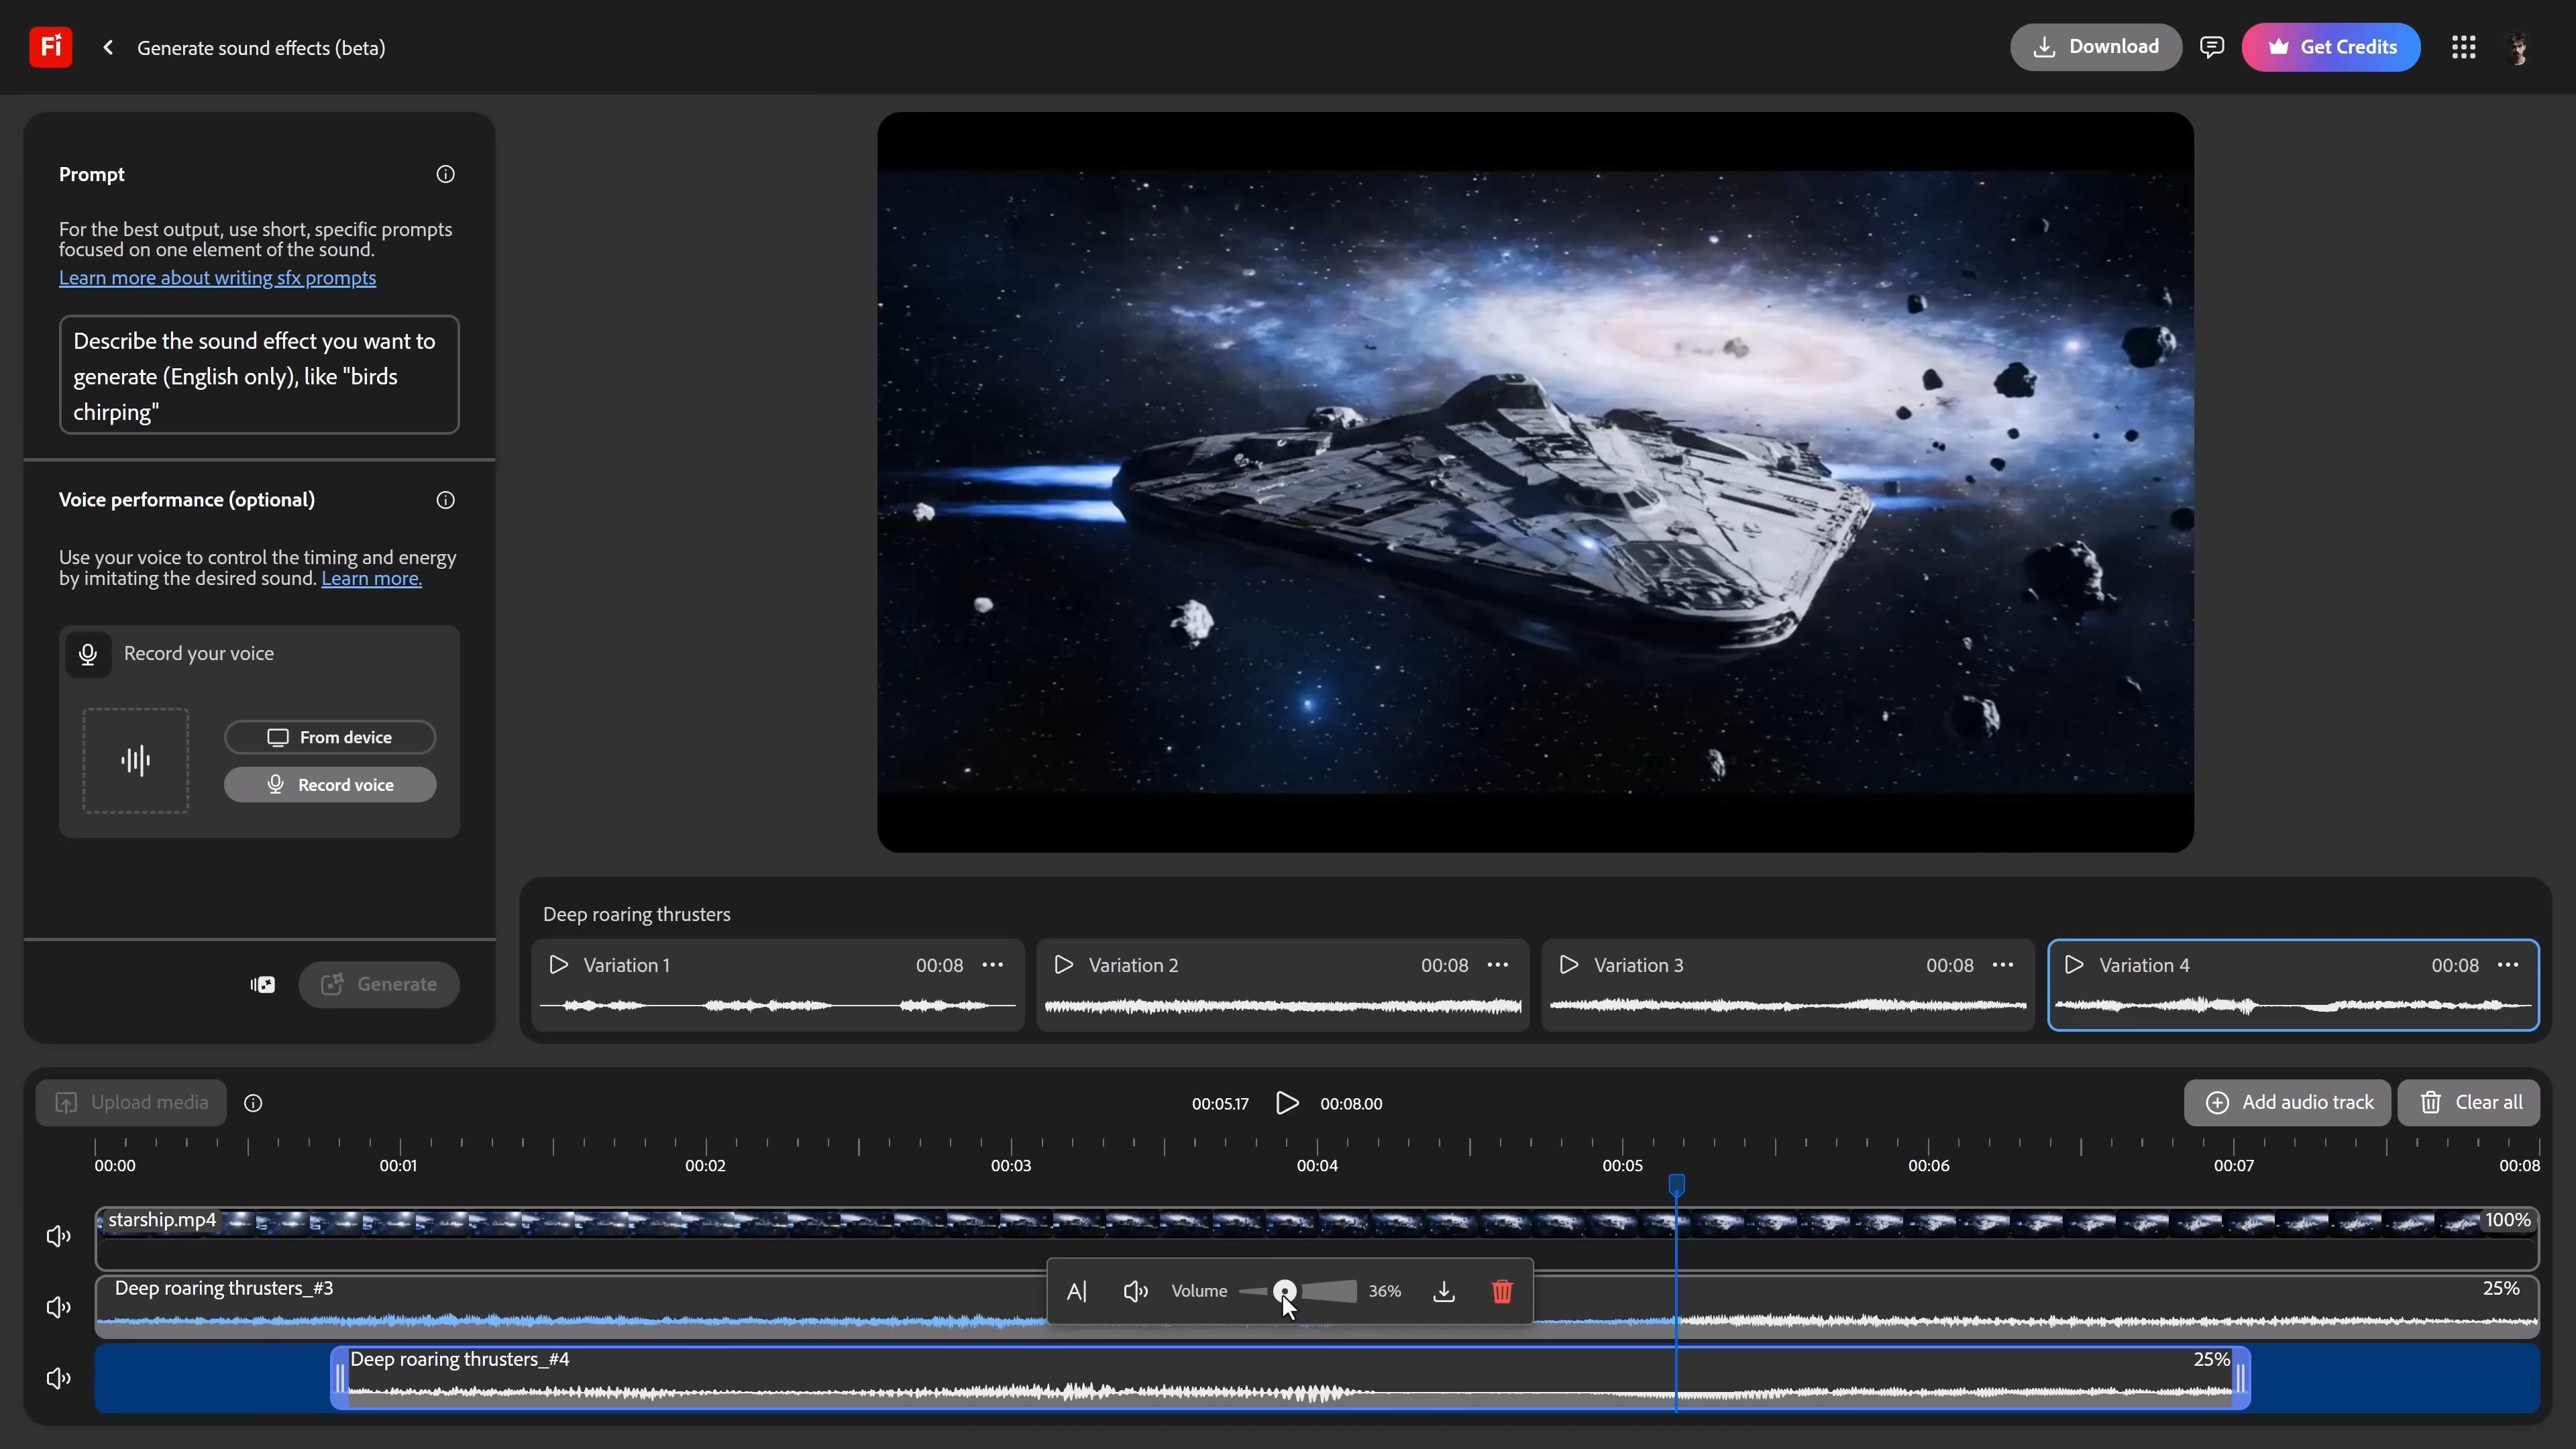 Fi
Generate sound effects (beta)
Download
Get Credits
Prompt
For the best output, use short, specific prompts
focused on one element of the sound.
Learn more about writing sfx prompts
Describe the sound effect you want to
generate (English only), like "birds
chirping"
Voice performance (optional)
Use your voice to control the timing and energy
by imitating the desired sound. Learn more.
Record your voice
From device
Record voice
Generate
Deep roaring thrusters
Variation 1 00:08
Variation 2 00:08
Variation 3 00:08
Variation 4 00:08
Upload media
00:05.17 00:08.00
Add audio track
Clear all
00:00 00:01 00:02 00:03 00:04 00:05 00:06 00:07 00:08
starship.mp4 100%
Deep roaring thrusters_#3 25%
A Volume 36%
Deep roaring thrusters_#4 25%